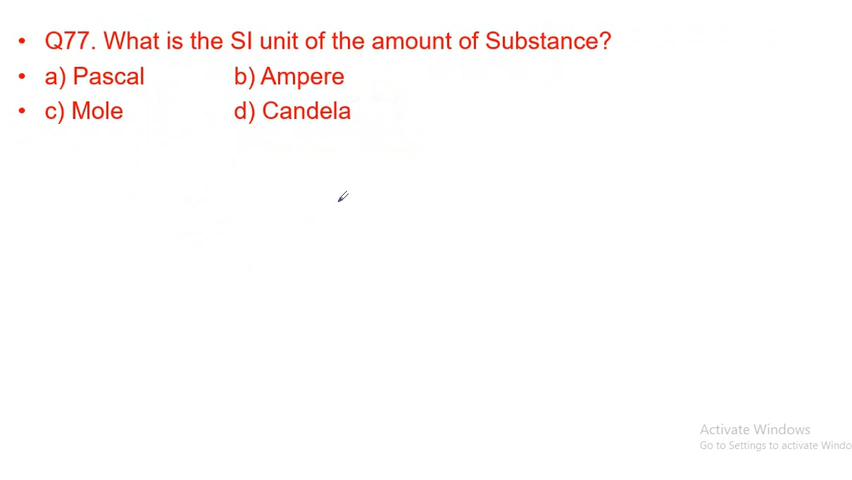 • Q77. What is the SI unit of the amount of Substance?
• a) Pascal b) Ampere
• c) Mole d) Candela
Activate Windows
Go to Settings to activate Windo